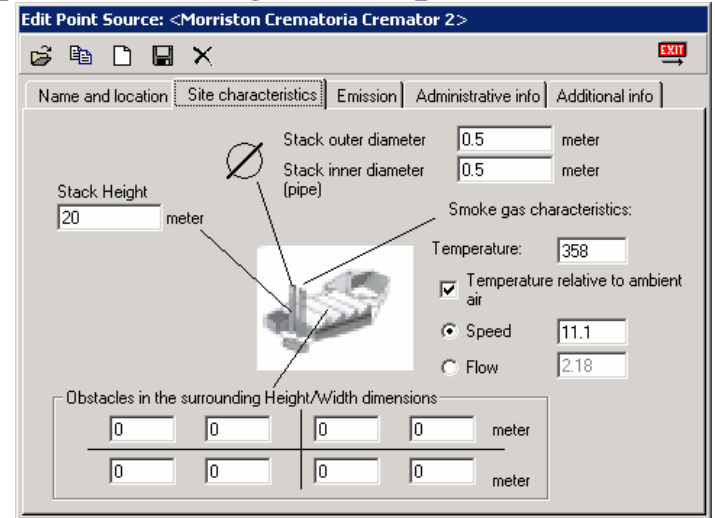 Edit Point Source: <Morriston Crematoria Cremator 2>
EXIT
Name and location Site characteristics Emission Administrative info Additional info
Stack outer diameter 0.5 meter
Stack inner diameter 0.5 meter
(pipe)
Stack Height
20 meter
Smoke gas characteristics:
Temperature: 358
Temperature relative to ambient
air
Speed 11.1
Flow 2.18
Obstacles in the surrounding Height/Width dimensions
0 0 0 0 meter
0 0 0 0 meter